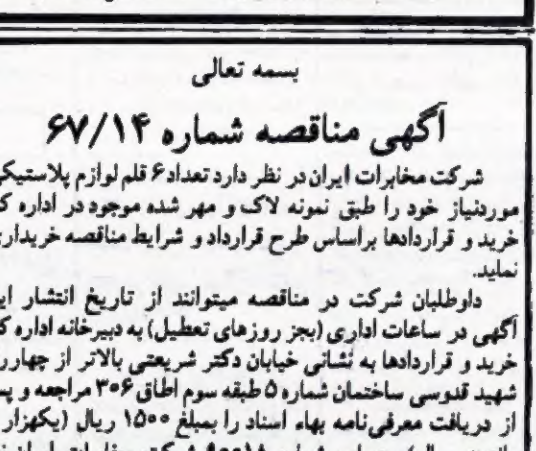 بسمه تعالی
آگهی مناقصه شماره ۶۷/۱۴
شرکت مخابرات ایران در نظر دارد تعداد ۶ قلم لوازم پلاستیکی
موردنیاز خود را طبق نمونه لاک و مهر شده موجود در اداره
خرید و قراردادها براساس طرح قرارداد و شرایط مناقصه خریداری
نماید.
داوطلبان شرکت در مناقصه میتوانند از تاریخ انتشار
آگهی در ساعات اداری (بجز روزهای تعطیل) به دبیرخانه اداره
خرید و قراردادها به نشانی خیابان دکتر شریعتی بالاتر از
شهید قدوسی ساختمان شماره ۵ طبقه سوم اطاق ۳۰۶ مراجعه و
از دریافت معرفی‌نامه بهاء اسناد را بمبلغ ۱۵۰۰ ریال (یکهزار